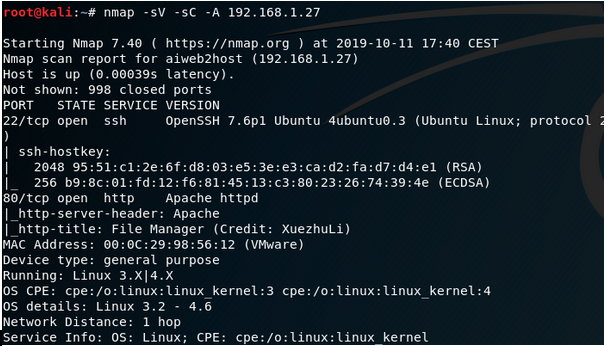 root@kali:~# nmap -sV -sC -A 192.168.1.27
Starting Nmap 7.40 ( https://nmap.org ) at 2019-10-11 17:40 CEST
Nmap scan report for aiweb2host (192.168.1.27)
Host is up (0.00039s latency).
Not shown: 998 closed ports
PORT   STATE SERVICE VERSION
22/tcp open  ssh     OpenSSH 7.6p1 Ubuntu 4ubuntu0.3 (Ubuntu Linux; protocol 2
)
| ssh-hostkey:
|   2048 95:51:c1:2e:6f:d8:03:e5:3e:e3:ca:d2:fa:d7:d4:e1 (RSA)
|_  256 b9:8c:01:fd:12:f6:81:45:13:c3:80:23:26:74:39:4e (ECDSA)
80/tcp open  http    Apache httpd
|_http-server-header: Apache
|_http-title: File Manager (Credit: XuezhuLi)
MAC Address: 00:0C:29:98:56:12 (VMware)
Device type: general purpose
Running: Linux 3.X|4.X
OS CPE: cpe:/o:linux:linux_kernel:3 cpe:/o:linux:linux_kernel:4
OS details: Linux 3.2 - 4.6
Network Distance: 1 hop
Service Info: OS: Linux; CPE: cpe:/o:linux:linux_kernel